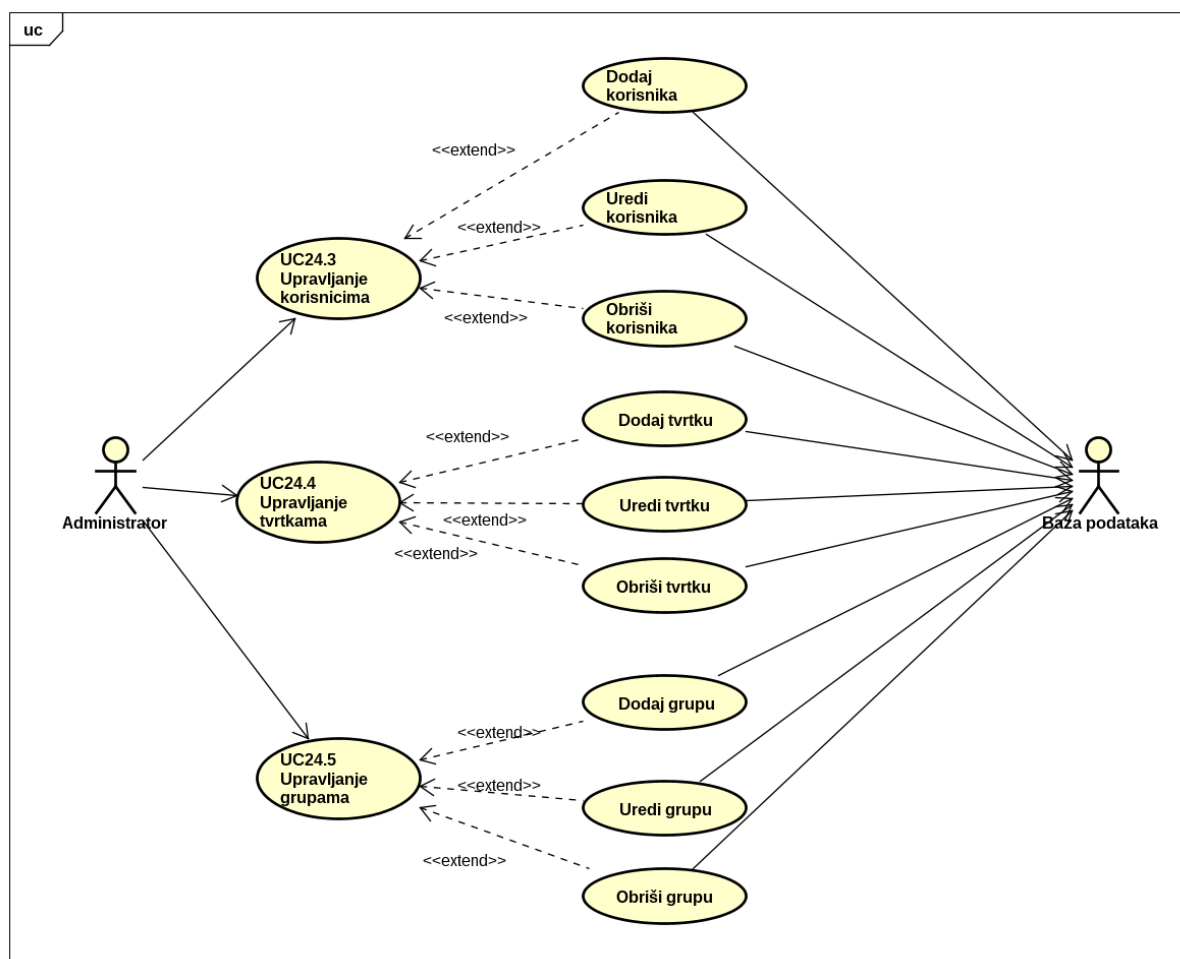 uc
Dodaj
korisnika
<<extend>>
Uredi
korisnika
<<extend>>
UC24.3
Upravljanje
korisnicima
Obriši
korisnika
<<extend>>
Dodaj tvrtku
<<extend>>
UC24.4
Upravljanje
tvrtkama
Uredi tvrtku
<<extend>>
Administrator
Baza podataka
<<extend>>
Obriši tvrtku
Dodaj grupu
<<extend>>
UC24.5
Upravljanje
grupama
<<extend>>
Uredi grupu
<<extend>>
Obriši grupu